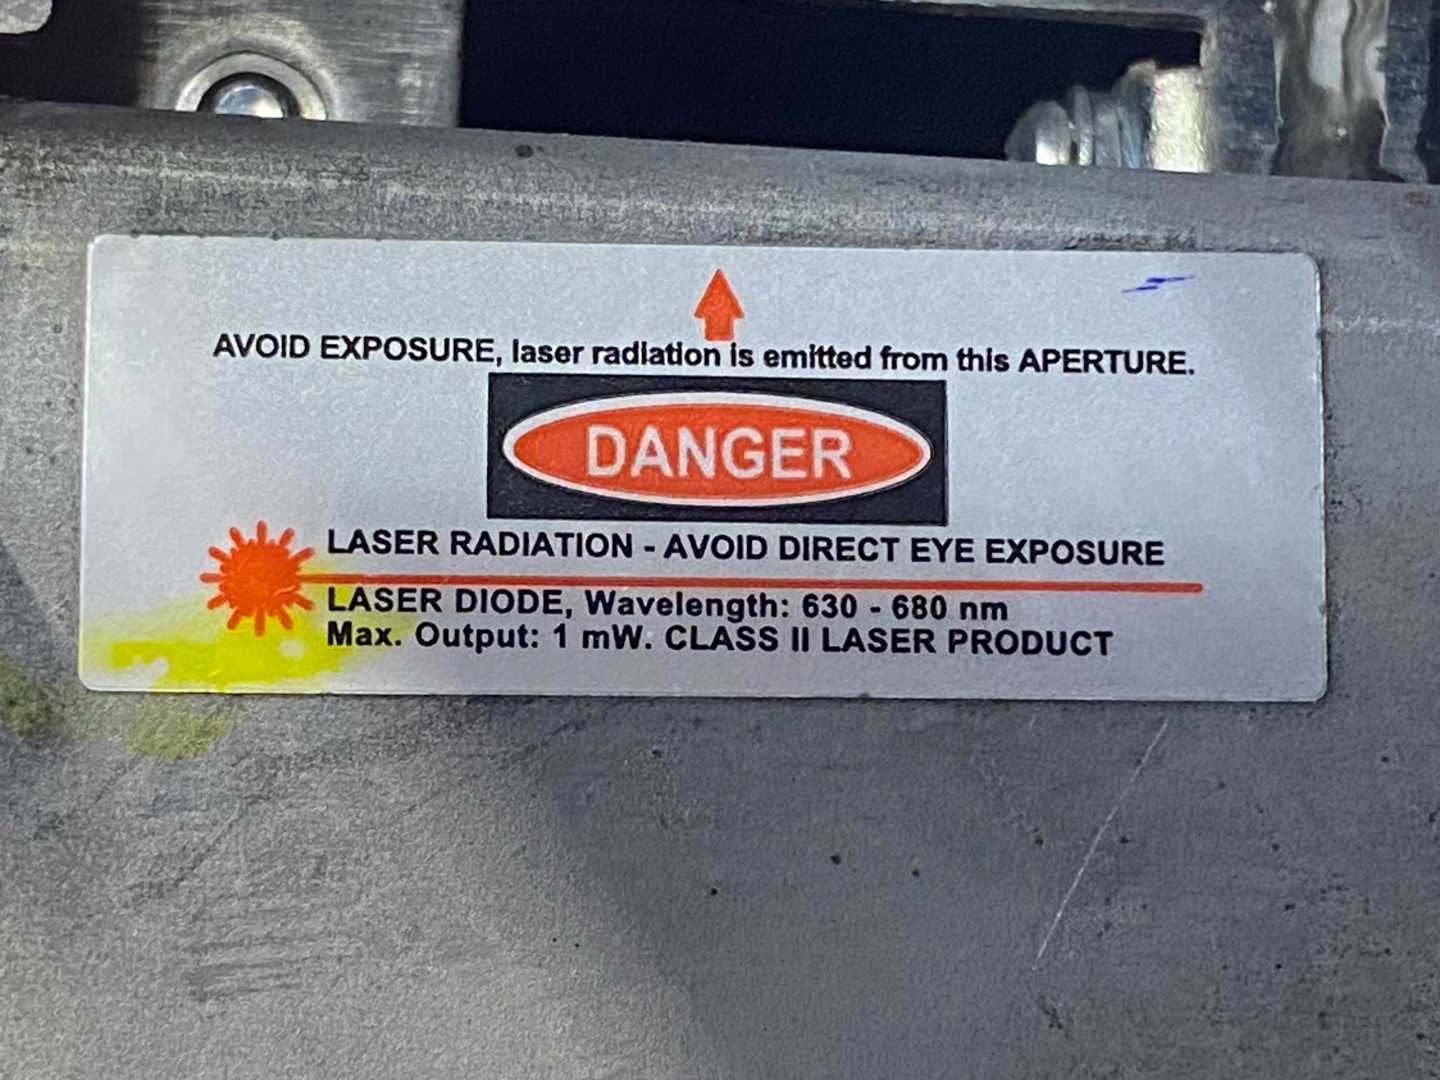 AVOID EXPOSURE, laser radiation is emitted from this APERTURE.
DANGER
LASER RADIATION - AVOID DIRECT EYE EXPOSURE
LASER DIODE, Wavelength: 630 - 680 nm
Max. Output: 1 mW. CLASS II LASER PRODUCT